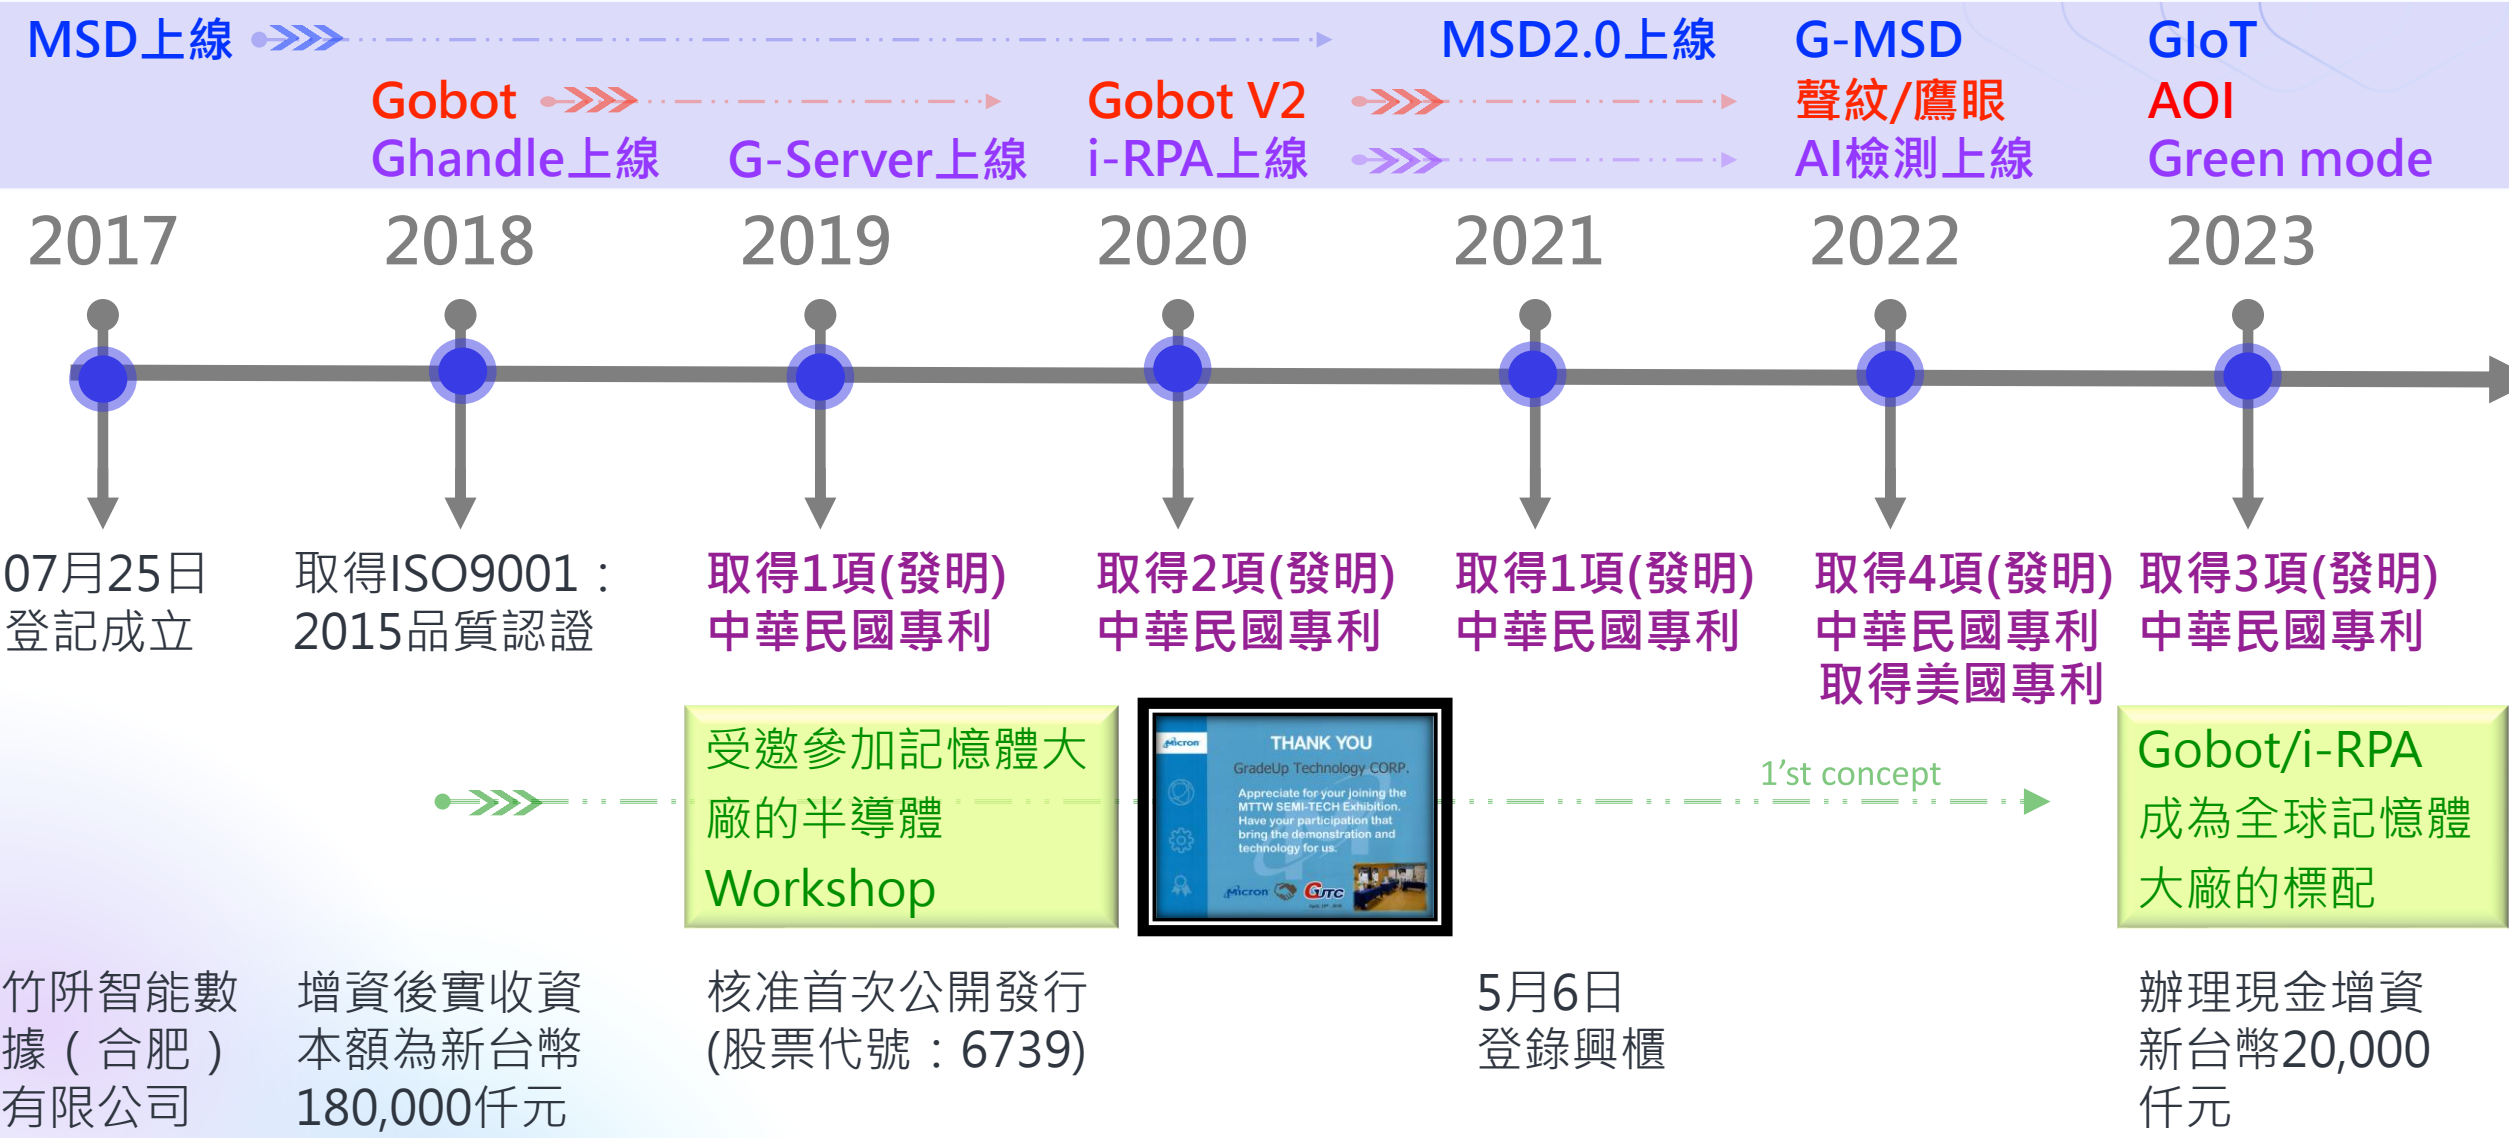 MSD上線
MSD2.0上線
G-MSD
GIoT
Gobot
Gobot V2
聲紋/鷹眼
AOI
Ghandle上線
G-Server上線
i-RPA上線
AI檢測上線
Green mode
2017
2018
2019
2020
2021
2022
2023
07月25日
登記成立
取得ISO9001：
2015品質認證
取得1項(發明)
中華民國專利
取得2項(發明)
中華民國專利
取得1項(發明)
中華民國專利
取得4項(發明)
中華民國專利
取得美國專利
取得3項(發明)
中華民國專利
受邀參加記憶體大
廠的半導體
Workshop
Micron
THANK YOU
GradeUp Technology CORP.
Appreciate for your joining the
MTTW SEMI-TECH Exhibition.
Have your participation that
bring the demonstration and
technology for us.
Micron
GUTC
1'st concept
Gobot/i-RPA
成為全球記憶體
大廠的標配
竹阡智能數
據（合肥）
有限公司
增資後實收資
本額為新台幣
180,000仟元
核准首次公開發行
(股票代號：6739)
5月6日
登錄興櫃
辦理現金增資
新台幣20,000
仟元